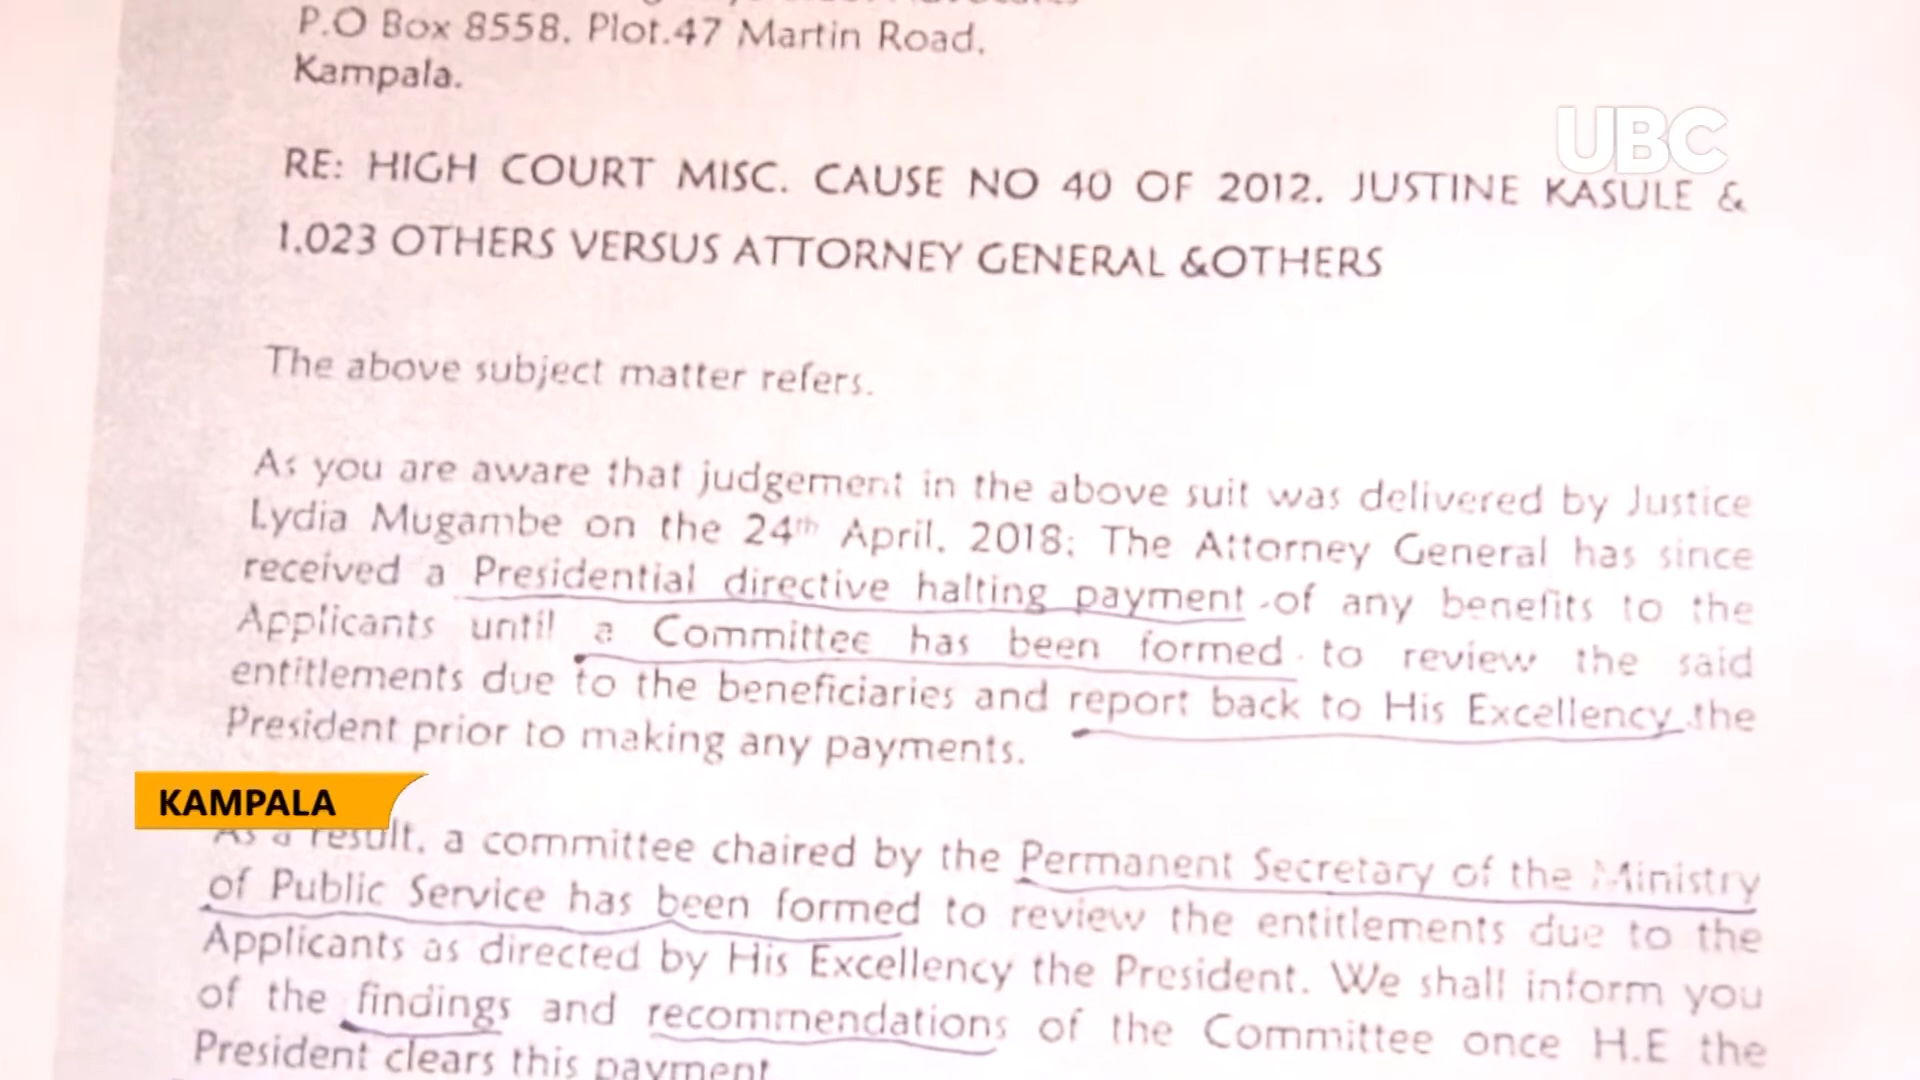 P.O Box 8558, Plot.47 Martin Road,
Kampala.
UBC
RE: HIGH COURT MISC. CAUSE NO 40 OF 2012. JUSTINE KASULE &
1.023 OTHERS VERSUS ATTORNEY GENERAL &OTHERS
The above subject matter refers.
As you are aware that judgement in the above suit was delivered by Justice
Lydia Mugambe on the 24th April, 2018; The Attorney General has since
received a Presidential directive halting payment of any benefits to the
Applicants until a Committee has been formed to review the said
entitlements due to the beneficiaries and report back to His Excellency the
President prior to making any payments.
KAMPALA
As a result, a committee chaired by the Permanent Secretary of the Ministry
of Public Service has been formed to review the entitlements due to the
Applicants as directed by His Excellency the President. We shall inform you
of the findings and recommendations of the Committee once H.E the
President clears this payment